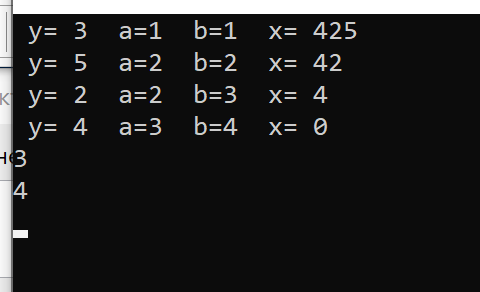 y= 3  a=1  b=1  x= 425
y= 5  a=2  b=2  x= 42
y= 2  a=2  b=3  x= 4
y= 4  a=3  b=4  x= 0
3
4